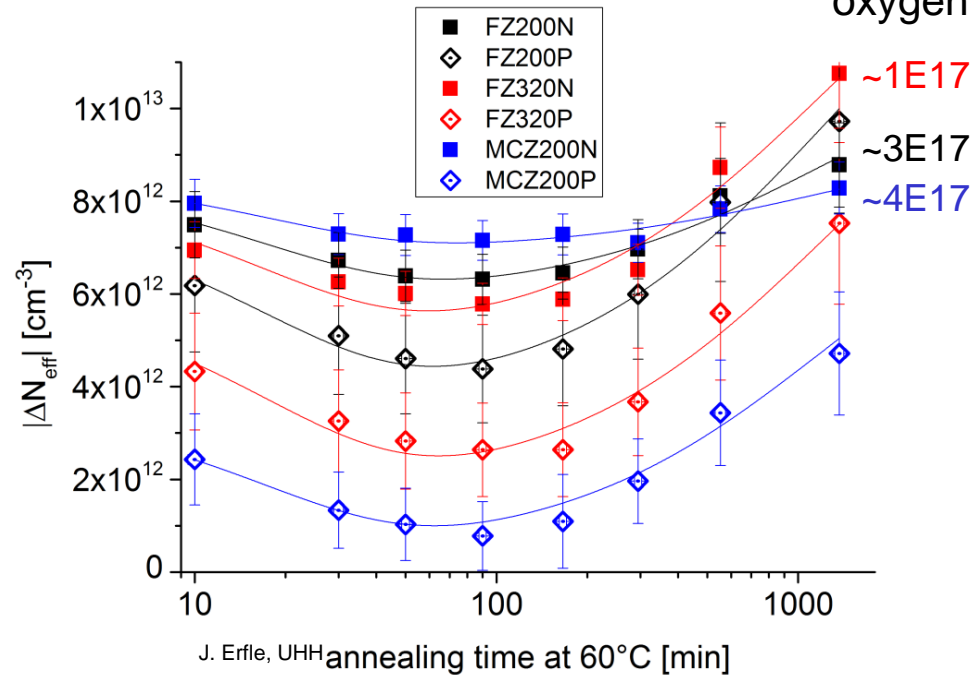 oxygen
FZ200N
FZ200P
FZ320N
FZ320P
MCZ200N
MCZ200P
~1E17
~3E17
~4E17
|ΔN_eff| [cm^-3]
1x10^13
8x10^12
6x10^12
4x10^12
2x10^12
0
10
100
1000
J. Erfle, UHH
annealing time at 60°C [min]